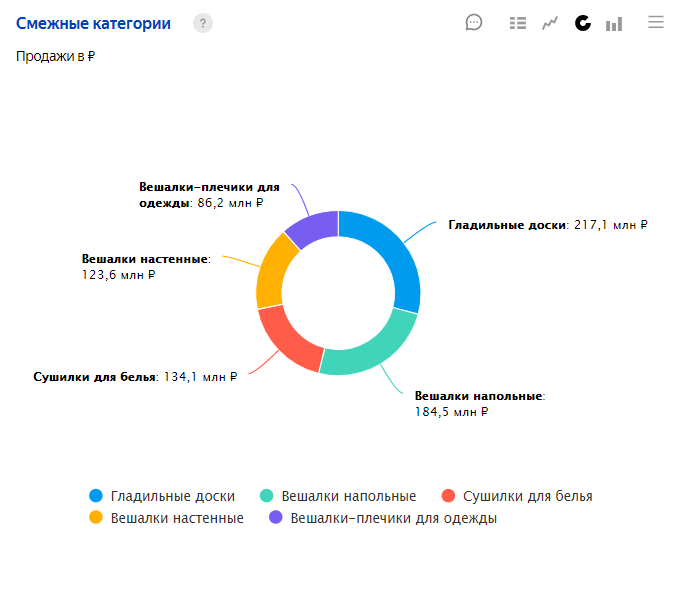 Смежные категории ?
Продажи в ₽
Вешалки-плечики для
одежды: 86,2 млн ₽
Гладильные доски: 217,1 млн ₽
Вешалки настенные:
123,6 млн ₽
Сушилки для белья: 134,1 млн ₽
Вешалки напольные:
184,5 млн ₽
Гладильные доски Вешалки напольные Сушилки для белья
Вешалки настенные Вешалки-плечики для одежды